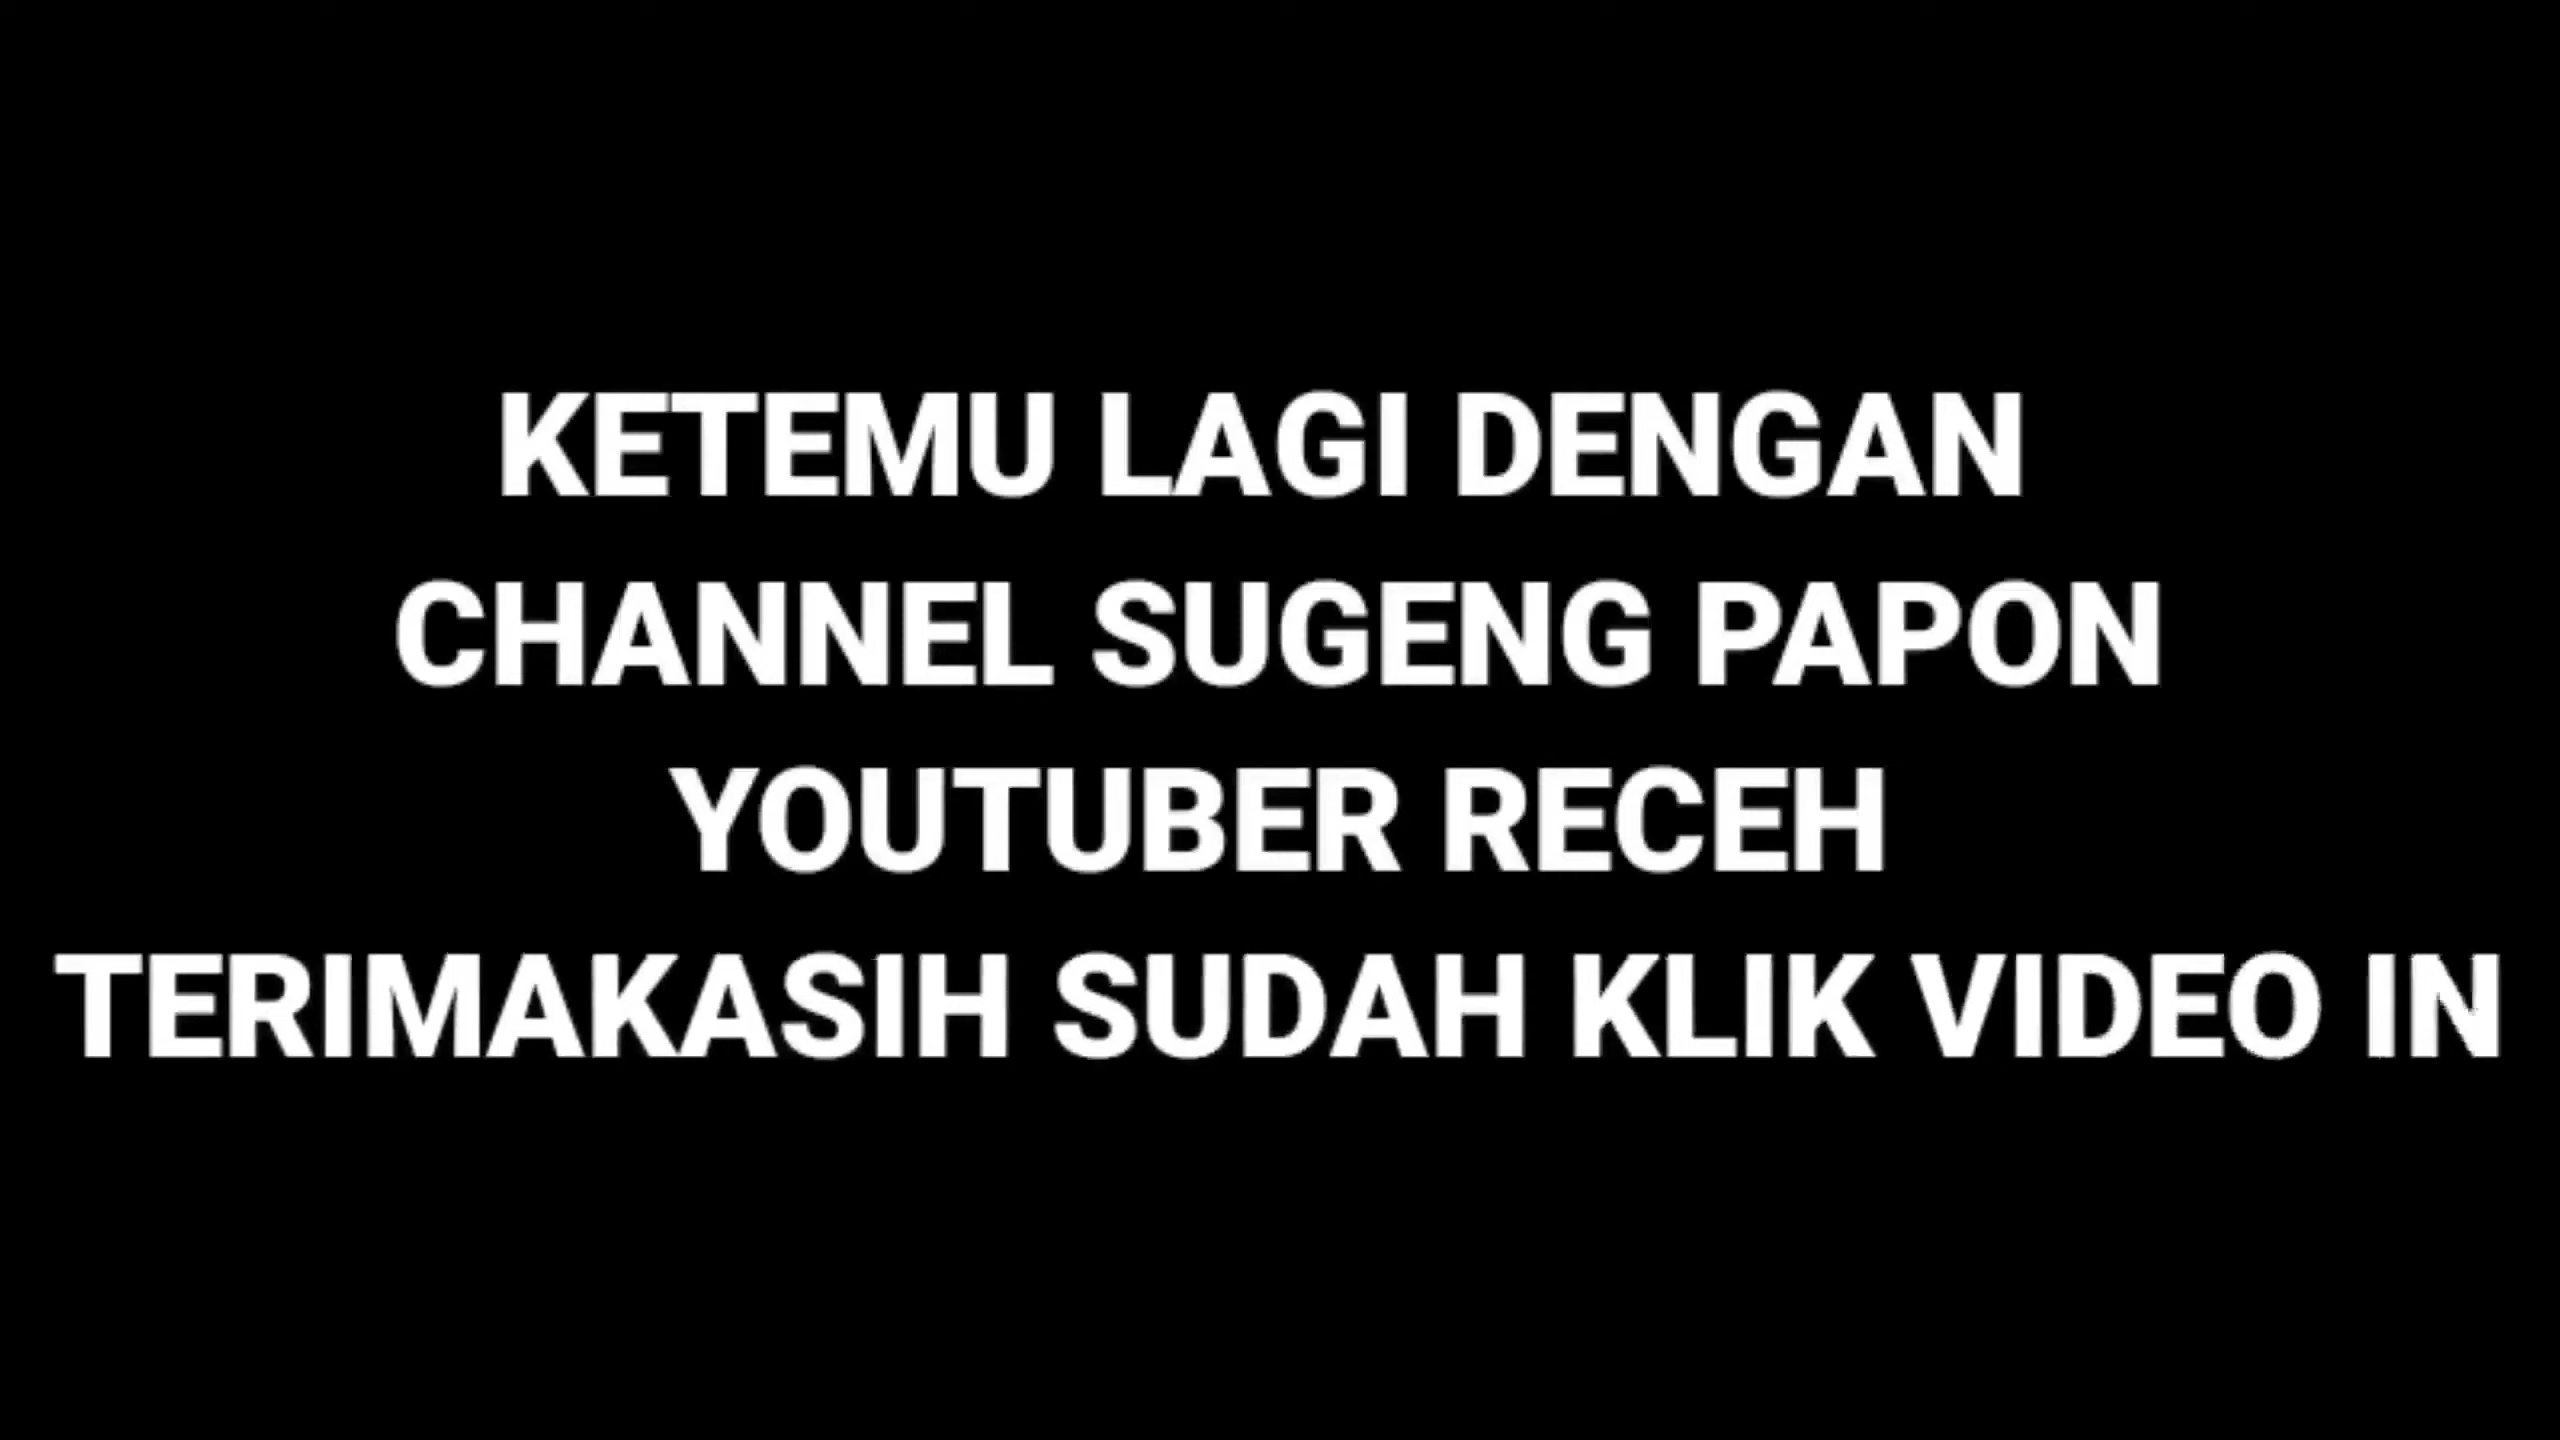 KETEMU LAGI DENGAN
CHANNEL SUGENG PAPON
YOUTUBER RECEH
TERIMAKASIH SUDAH KLIK VIDEO IN